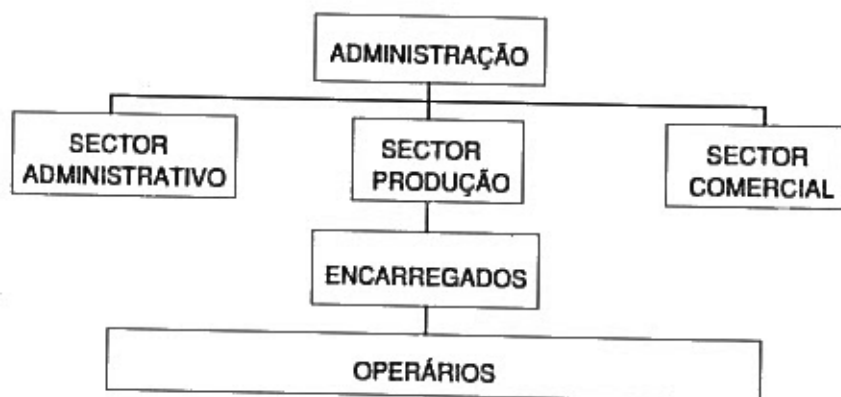 ADMINISTRAÇÃO
SECTOR
ADMINISTRATIVO
SECTOR
PRODUÇÃO
SECTOR
COMERCIAL
ENCARREGADOS
OPERÁRIOS